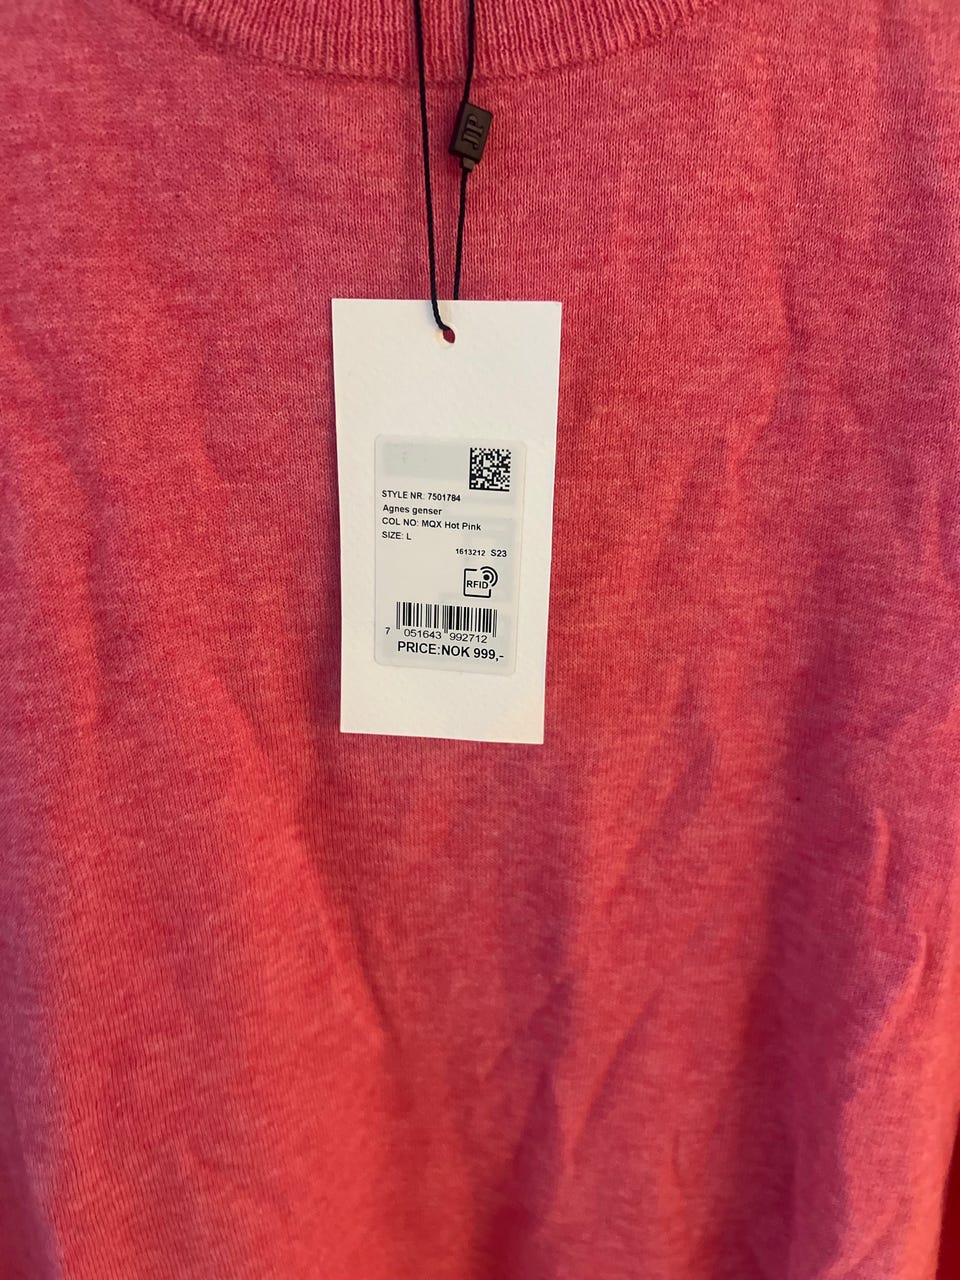 STYLE NR. 7501784
Agnes genser
COL NO: MQX Hot Pink
SIZE: L
1613212 S23
RFID
7 051643 992712
PRICE:NOK 999,-